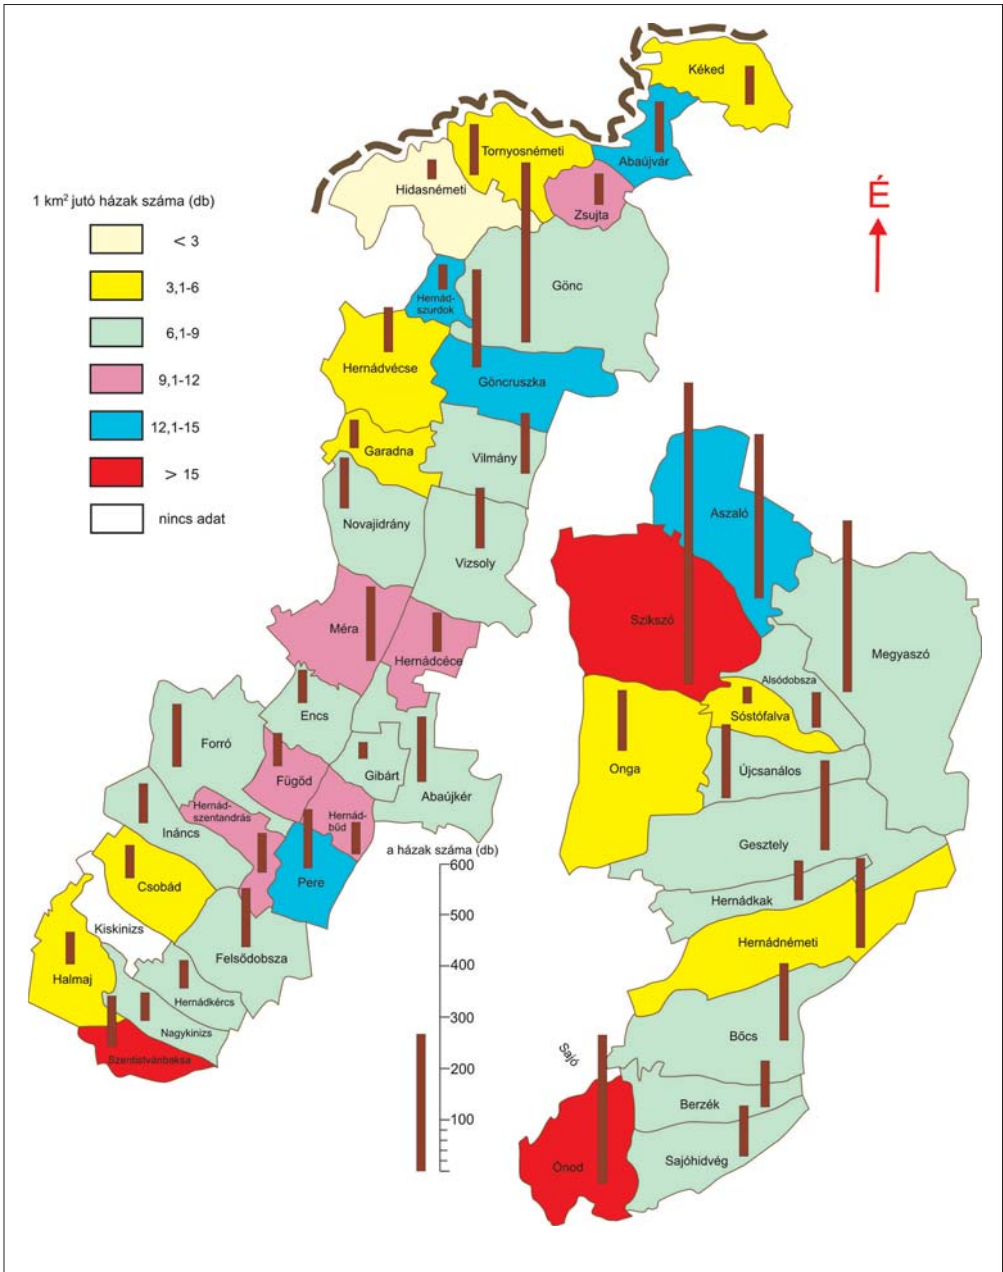 Kéked
Abaújvár
Tornyosnémeti
Hidasnémeti
Zsujta
1 km² jutó házak száma (db)
< 3
3,1-6
6,1-9
9,1-12
12,1-15
> 15
nincs adat
É
Gönc
Hernád-
szurdok
Hernádvécse
Göncruszka
Garadna
Vilmány
Novajidrány
Vizsoly
Méra
Hernádcéce
Encs
Forró
Fügöd
Gibárt
Abaújkér
Hernád-
szentandrás
Hernád-
büd
Ináncs
Pere
Csobád
Kiskinizs
Felsődobsza
Halmaj
Hernádkércs
Nagykinizs
Szentistvánbaksa
a házak száma (db)
600
500
400
300
200
100
Aszaló
Szikszó
Megyaszó
Alsódobsza
Sóstófalva
Onga
Újcsanálos
Gesztely
Hernádkak
Hernádnémeti
Bőcs
Sajó
Berzék
Sajóhidvég
Ónod